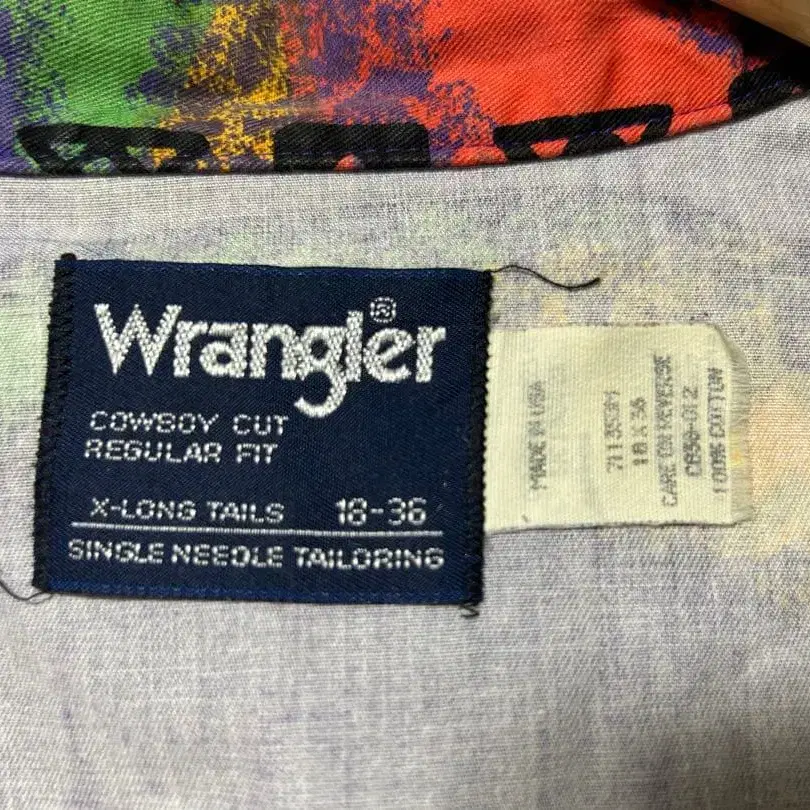 Wrangler®
COWBOY CUT
REGULAR FIT
X-LONG TAILS 18-36
SINGLE NEEDLE TAILORING
MADE IN USA
18 X 36
CARE ON REVERSE
100% COTTON